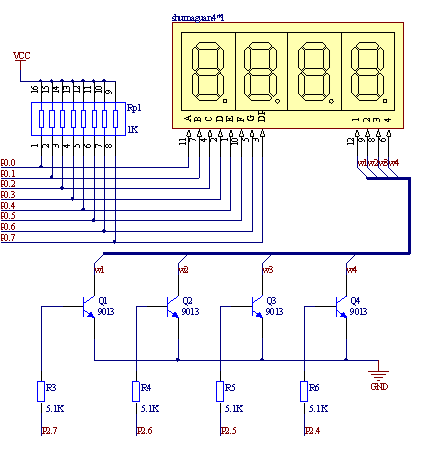 shumaguan4*1
VCC
16 15 14 13 12 11 10 9
Rp1
1K
1 2 3 4 5 6 7 8
A B C D E F G DP
1 2 3 4
11 7 4 2 1 10 5 3
12 9 8 6
w1 w2 w3 w4
P0.0
P0.1
P0.2
P0.3
P0.4
P0.5
P0.6
P0.7
w1 w2 w3 w4
Q1 Q2 Q3 Q4
9013 9013 9013 9013
GND
R3 R4 R5 R6
5.1K 5.1K 5.1K 5.1K
P2.7 P2.6 P2.5 P2.4